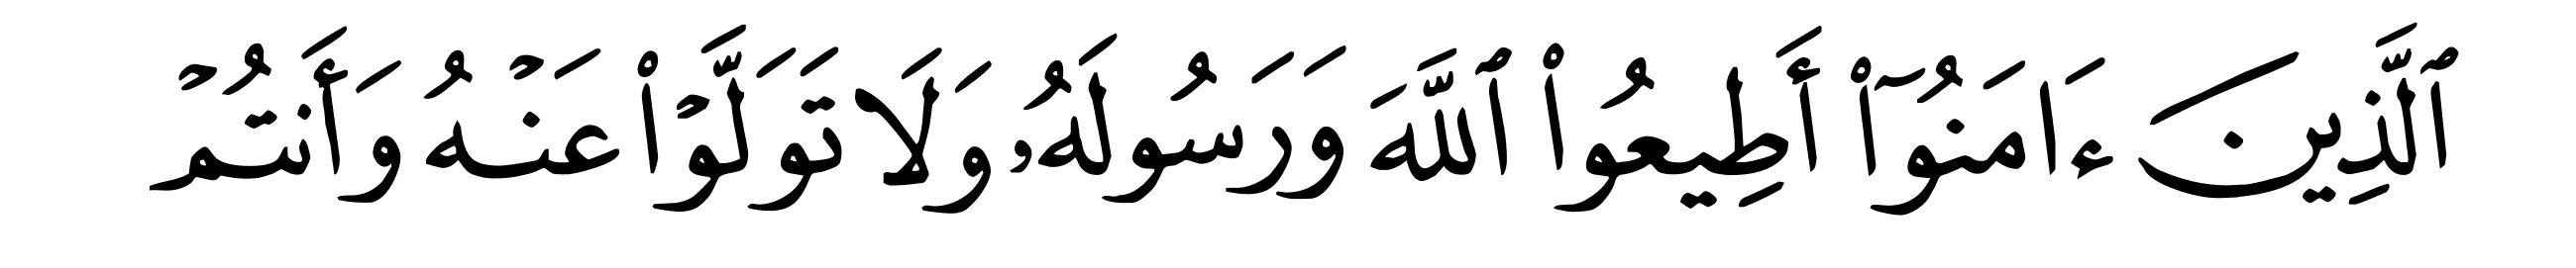 ٱلَّذِينَ ءَامَنُوٓا۟ أَطِيعُوا۟ ٱللَّهَ وَرَسُولَهُۥ وَلَا تَوَلَّوْا۟ عَنْهُ وَأَنتُمْ